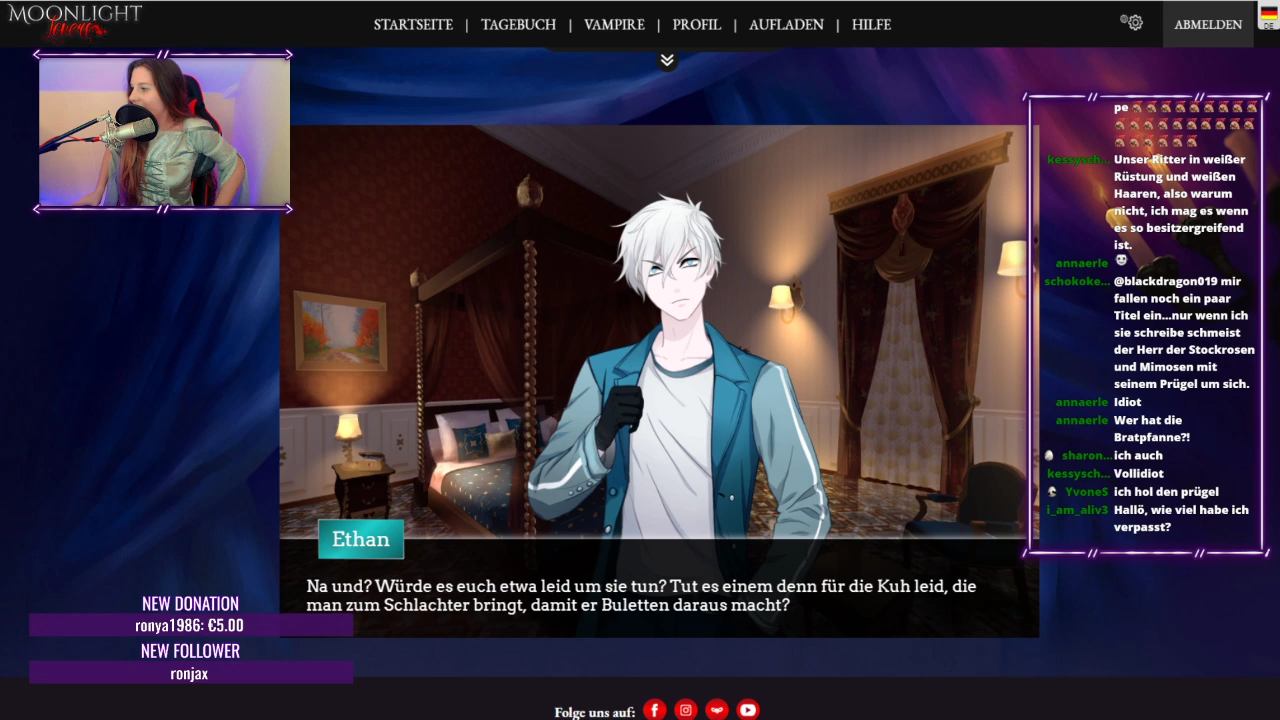 MOONLIGHT
Lovers
STARTSEITE | TAGEBUCH | VAMPIRE | PROFIL | AUFLADEN | HILFE
ABMELDEN
DE
pe
kessysch... Unser Ritter in weißer
Rüstung und weißen
Haaren, also warum
nicht, ich mag es wenn
es so besitzergreifend
ist.
annaerle
schokoke... @blackdragon019 mir
fallen noch ein paar
Titel ein...nur wenn ich
sie schreibe schmeist
der Herr der Stockrosen
und Mimosen mit
seinem Prügel um sich.
annaerle Idiot
annaerle Wer hat die
Bratpfanne?!
sharon... ich auch
kessysch... Vollidiot
YvoneS ich hol den prügel
i_am_aliv3 Hallö, wie viel habe ich
verpasst?
Ethan
Na und? Würde es euch etwa leid um sie tun? Tut es einem denn für die Kuh leid, die
man zum Schlachter bringt, damit er Buletten daraus macht?
NEW DONATION
ronya1986: €5.00
NEW FOLLOWER
ronjax
Folge uns auf: